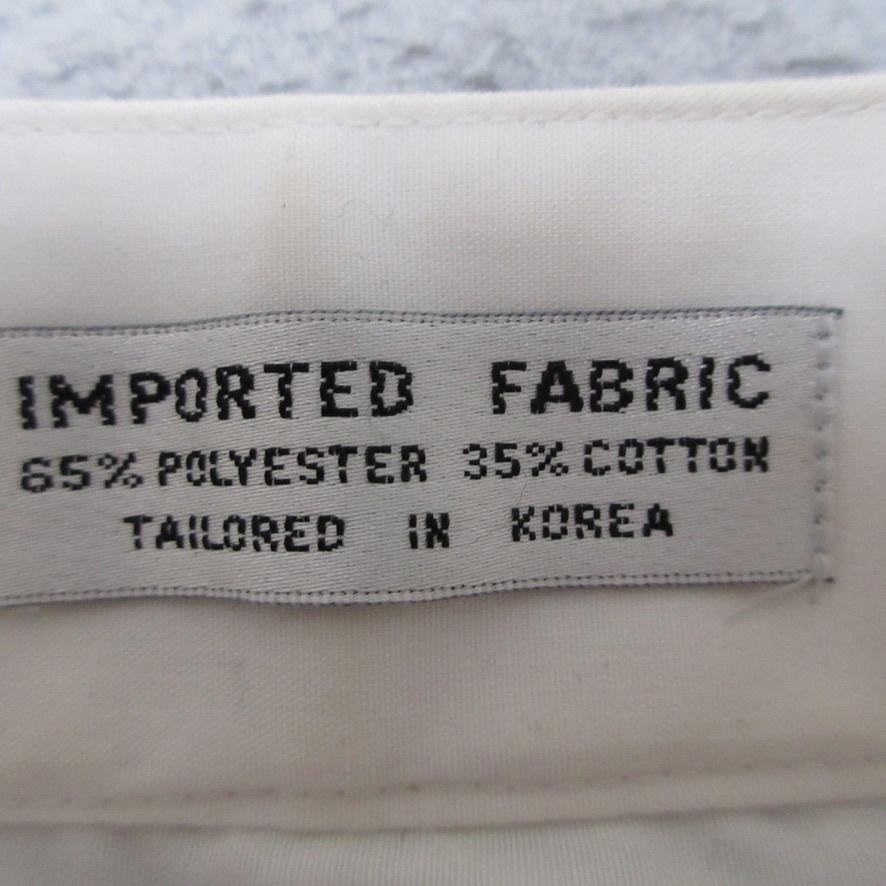 IMPORTED FABRIC
65% POLYESTER 35% COTTON
TAILORED IN KOREA